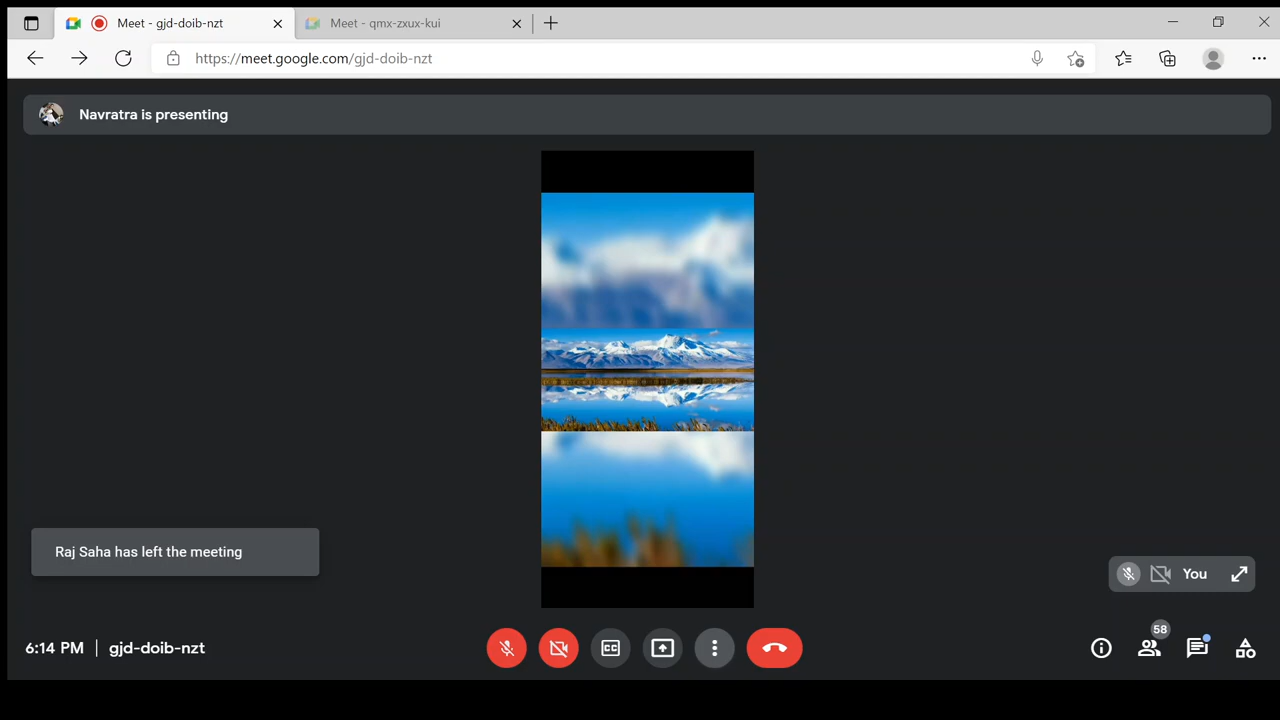 Meet - gjd-doib-nzt
Meet - qmx-zxux-kui
https://meet.google.com/gjd-doib-nzt
Navratra is presenting
Raj Saha has left the meeting
You
6:14 PM | gjd-doib-nzt
CC
58